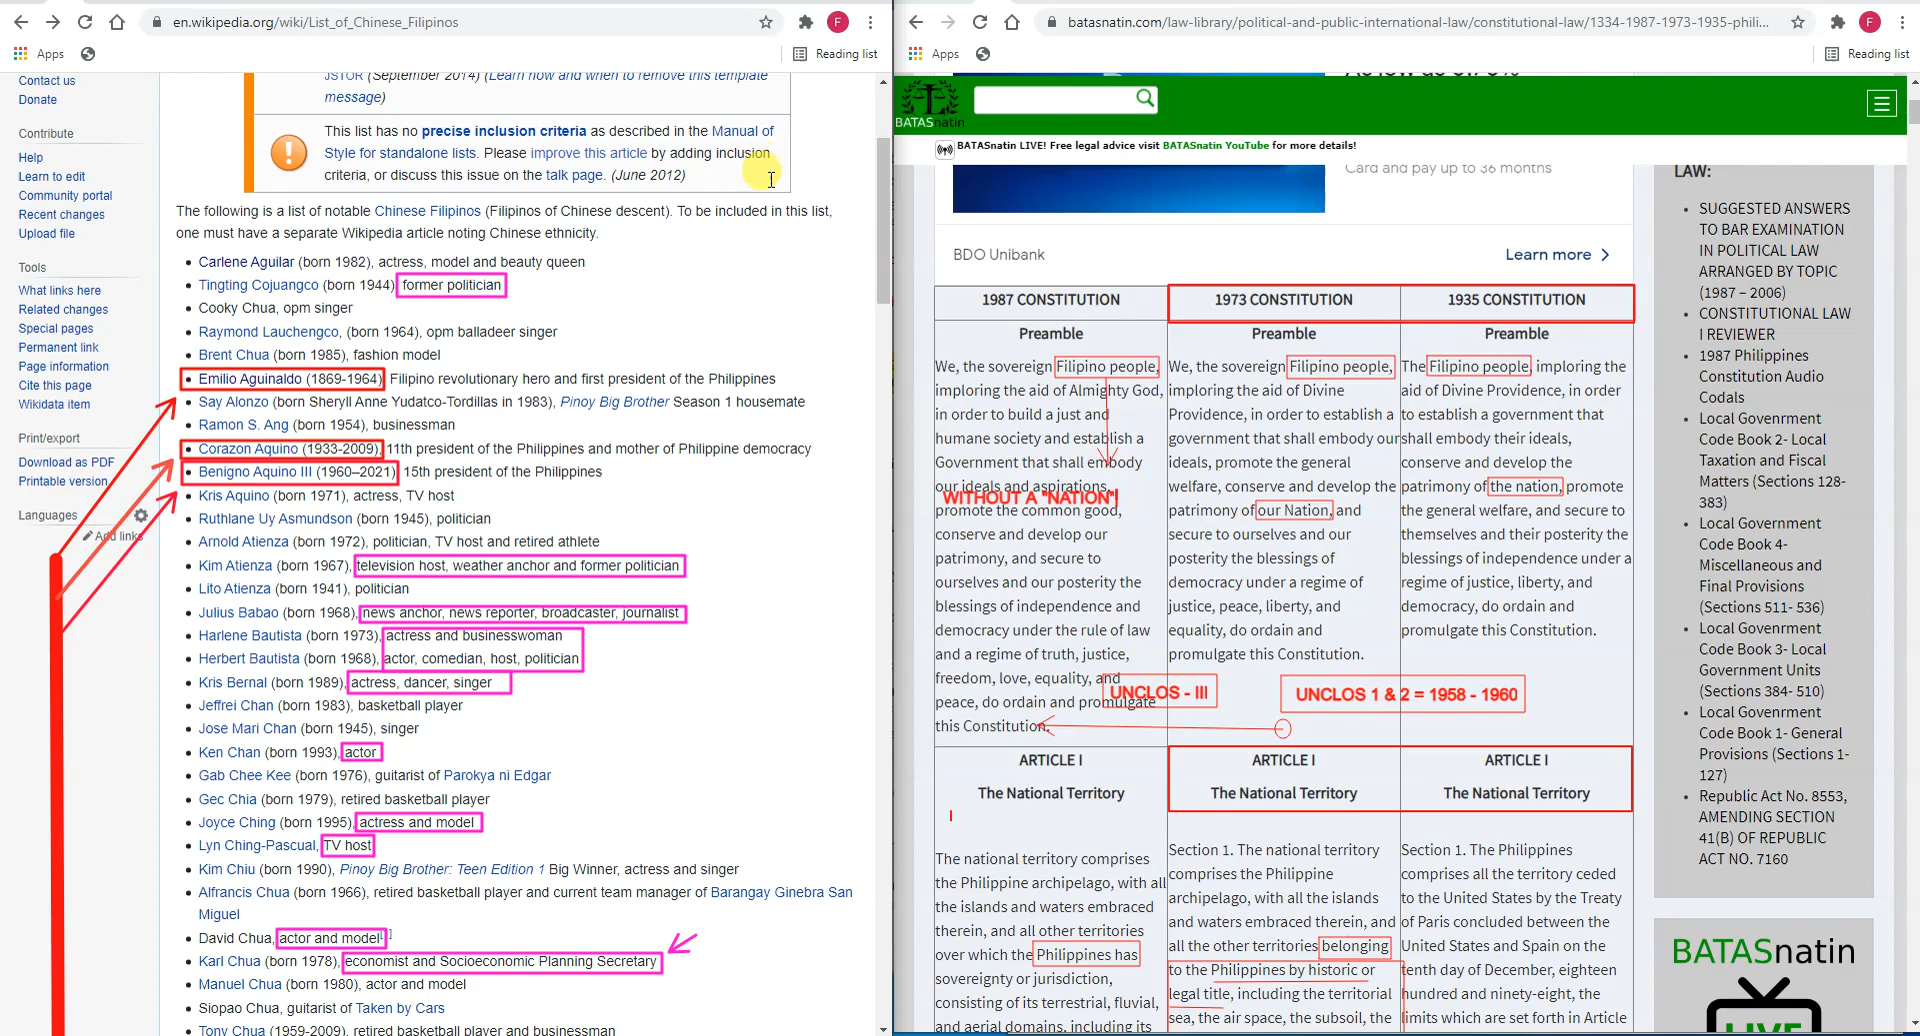 en.wikipedia.org/wiki/List_of_Chinese_Filipinos
F
Apps
Reading list
Contact us
Donate
Contribute
Help
Learn to edit
Community portal
Recent changes
Upload file
Tools
What links here
Related changes
Special pages
Permanent link
Page information
Cite this page
Wikidata item
Print/export
Download as PDF
Printable version
Languages
Add links
JSTOR (September 2014) (Learn how and when to remove this template
message)
This list has no precise inclusion criteria as described in the Manual of
Style for standalone lists. Please improve this article by adding inclusion
criteria, or discuss this issue on the talk page. (June 2012)
The following is a list of notable Chinese Filipinos (Filipinos of Chinese descent). To be included in this list,
one must have a separate Wikipedia article noting Chinese ethnicity.
Carlene Aguilar (born 1982), actress, model and beauty queen
Tingting Cojuangco (born 1944) former politician
Cooky Chua, opm singer
Raymond Lauchengco, (born 1964), opm balladeer singer
Brent Chua (born 1985), fashion model
Emilio Aguinaldo (1869-1964) Filipino revolutionary hero and first president of the Philippines
Say Alonzo (born Sheryll Anne Yudatco-Tordillas in 1983), Pinoy Big Brother Season 1 housemate
Ramon S. Ang (born 1954), businessman
Corazon Aquino (1933-2009), 11th president of the Philippines and mother of Philippine democracy
Benigno Aquino III (1960–2021) 15th president of the Philippines
Kris Aquino (born 1971), actress, TV host
Ruthlane Uy Asmundson (born 1945), politician
Arnold Atienza (born 1972), politician, TV host and retired athlete
Kim Atienza (born 1967), television host, weather anchor and former politician
Lito Atienza (born 1941), politician
Julius Babao (born 1968), news anchor, news reporter, broadcaster, journalist
Harlene Bautista (born 1973), actress and businesswoman
Herbert Bautista (born 1968), actor, comedian, host, politician
Kris Bernal (born 1989), actress, dancer, singer
Jeffrei Chan (born 1983), basketball player
Jose Mari Chan (born 1945), singer
Ken Chan (born 1993), actor
Gab Chee Kee (born 1976), guitarist of Parokya ni Edgar
Gec Chia (born 1979), retired basketball player
Joyce Ching (born 1995), actress and model
Lyn Ching-Pascual, TV host
Kim Chiu (born 1990), Pinoy Big Brother: Teen Edition 1 Big Winner, actress and singer
Alfrancis Chua (born 1966), retired basketball player and current team manager of Barangay Ginebra San
Miguel
David Chua, actor and model
Karl Chua (born 1978), economist and Socioeconomic Planning Secretary
Manuel Chua (born 1980), actor and model
Siopao Chua, guitarist of Taken by Cars
Tony Chua (1959-2009), retired basketball player and businessman
batasnatin.com/law-library/political-and-public-international-law/constitutional-law/1334-1987-1973-1935-phili...
F
Apps
Reading list
BATASnatin
BATASnatin LIVE! Free legal advice visit BATASnatin YouTube for more details!
Card and pay up to 36 months
BDO Unibank
Learn more
1987 CONSTITUTION
Preamble
We, the sovereign Filipino people,
imploring the aid of Almighty God,
in order to build a just and
humane society and establish a
Government that shall embody
our ideals and aspirations,
WITHOUT A "NATION"!
promote the common good,
conserve and develop our
patrimony, and secure to
ourselves and our posterity the
blessings of independence and
democracy under the rule of law
and a regime of truth, justice,
freedom, love, equality, and
peace, do ordain and promulgate
this Constitution.
UNCLOS - III
ARTICLE I
The National Territory
I
The national territory comprises
the Philippine archipelago, with all
the islands and waters embraced
therein, and all other territories
over which the Philippines has
sovereignty or jurisdiction,
consisting of its terrestrial, fluvial,
and aerial domains, including its
1973 CONSTITUTION
Preamble
We, the sovereign Filipino people,
imploring the aid of Divine
Providence, in order to establish a
government that shall embody our
ideals, promote the general
welfare, conserve and develop the
patrimony of our Nation, and
secure to ourselves and our
posterity the blessings of
democracy under a regime of
justice, peace, liberty, and
equality, do ordain and
promulgate this Constitution.
UNCLOS 1 & 2 = 1958 - 1960
ARTICLE I
The National Territory
Section 1. The national territory
comprises the Philippine
archipelago, with all the islands
and waters embraced therein, and
all the other territories belonging
to the Philippines by historic or
legal title, including the territorial
sea, the air space, the subsoil, the
1935 CONSTITUTION
Preamble
The Filipino people, imploring the
aid of Divine Providence, in order
to establish a government that
shall embody their ideals,
conserve and develop the
patrimony of the nation, promote
the general welfare, and secure to
themselves and their posterity the
blessings of independence under a
regime of justice, liberty, and
democracy, do ordain and
promulgate this Constitution.
ARTICLE I
The National Territory
Section 1. The Philippines
comprises all the territory ceded
to the United States by the Treaty
of Paris concluded between the
United States and Spain on the
tenth day of December, eighteen
hundred and ninety-eight, the
limits which are set forth in Article
LAW:
SUGGESTED ANSWERS
TO BAR EXAMINATION
IN POLITICAL LAW
ARRANGED BY TOPIC
(1987 – 2006)
CONSTITUTIONAL LAW
I REVIEWER
1987 Philippines
Constitution Audio
Codals
Local Govenrment
Code Book 2- Local
Taxation and Fiscal
Matters (Sections 128-
383)
Local Government
Code Book 4-
Miscellaneous and
Final Provisions
(Sections 511- 536)
Local Government
Code Book 3- Local
Government Units
(Sections 384- 510)
Local Govenrment
Code Book 1- General
Provisions (Sections 1-
127)
Republic Act No. 8553,
AMENDING SECTION
41(B) OF REPUBLIC
ACT NO. 7160
BATASnatin
LIVE